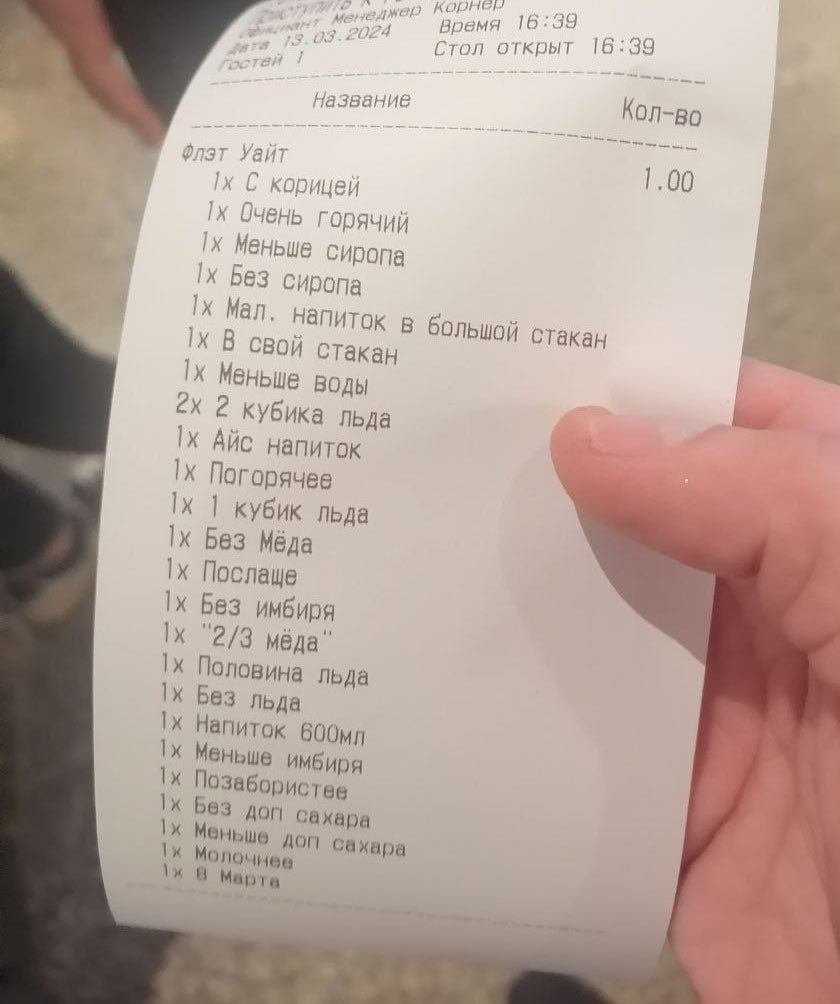 ПРИСТУПИТЬ К
Официант Менеджер Корнер
Дата 13.03.2024 Время 16:39
Гостей 1 Стол открыт 16:39
Название Кол-во
Флэт Уайт 1.00
1x С корицей
1x Очень горячий
1x Меньше сиропа
1x Без сиропа
1x Мал. напиток в большой стакан
1x В свой стакан
1x Меньше воды
2x 2 кубика льда
1x Айс напиток
1x Погорячее
1x 1 кубик льда
1x Без Мёда
1x Послаще
1x Без имбиря
1x "2/3 мёда"
1x Половина льда
1x Без льда
1x Напиток 600мл
1x Меньше имбиря
1x Позабористее
1x Без доп сахара
1x Меньше доп сахара
1x Молочнее
1x 8 Марта